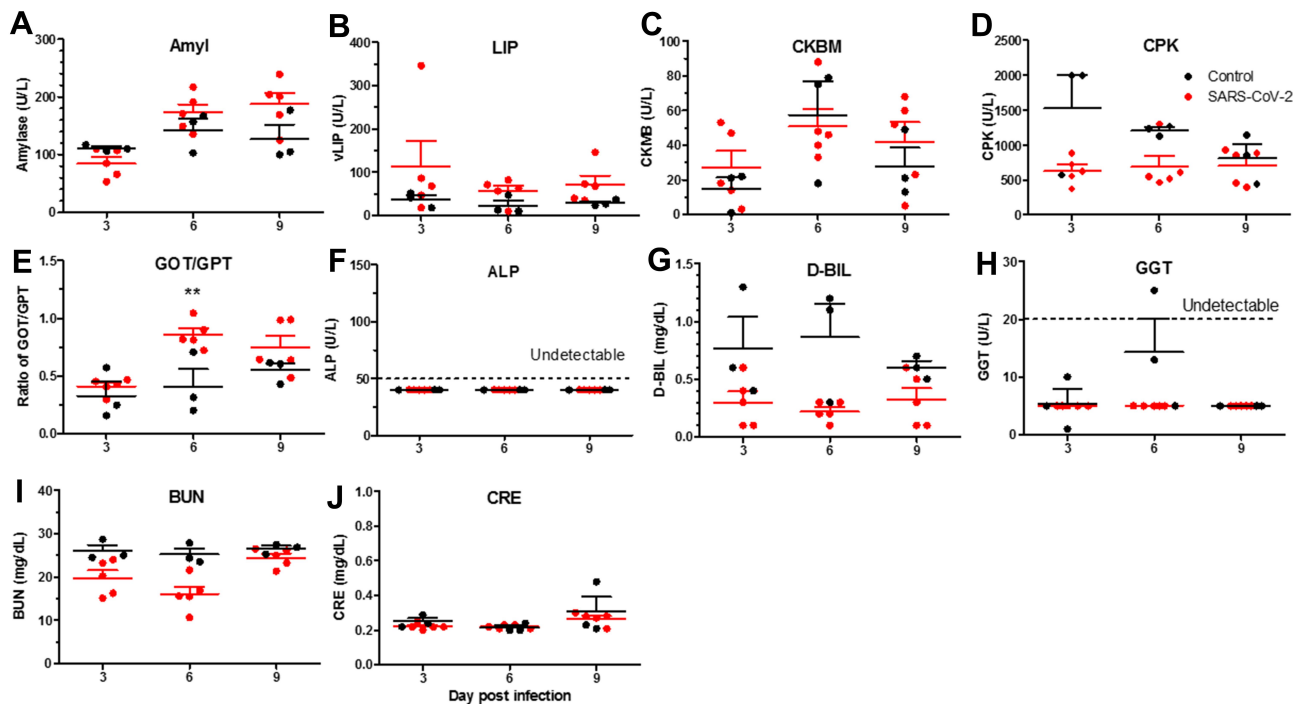 A
Amyl
Amylase (U/L)
300
200
100
0
3 6 9
B
LIP
vLIP (U/L)
400
300
200
150
100
50
0
3 6 9
C
CKBM
CKMB (U/L)
100
80
60
40
20
0
3 6 9
D
CPK
CPK (U/L)
2500
2000
1500
1000
500
0
Control
SARS-CoV-2
3 6 9
E
GOT/GPT
Ratio of GOT/GPT
1.5
1.0
0.5
0.0
**
3 6 9
F
ALP
ALP (U/L)
150
100
50
0
Undetectable
3 6 9
G
D-BIL
D-BIL (mg/dL)
1.5
1.0
0.5
0.0
3 6 9
H
GGT
GGT (U/L)
30
20
10
0
Undetectable
3 6 9
I
BUN
BUN (mg/dL)
40
30
20
10
0
3 6 9
J
CRE
CRE (mg/dL)
1.0
0.8
0.6
0.4
0.2
0.0
3 6 9
Day post infection